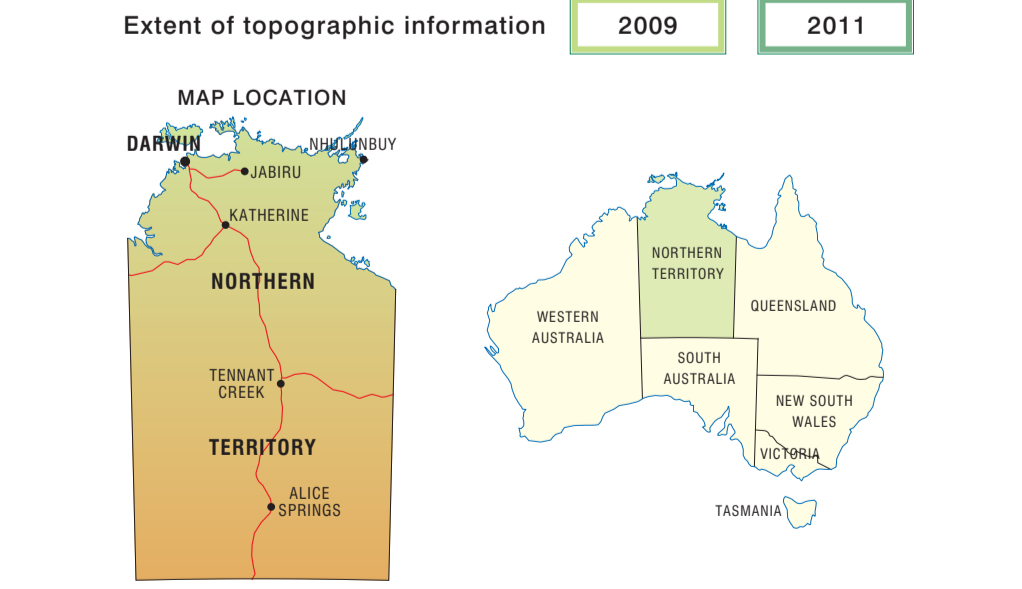 Extent of topographic information
2009
2011
MAP LOCATION
DARWIN
NHULUNBUY
JABIRU
KATHERINE
NORTHERN
TENNANT
CREEK
TERRITORY
ALICE
SPRINGS
NORTHERN
TERRITORY
WESTERN
AUSTRALIA
QUEENSLAND
SOUTH
AUSTRALIA
NEW SOUTH
WALES
VICTORIA
TASMANIA